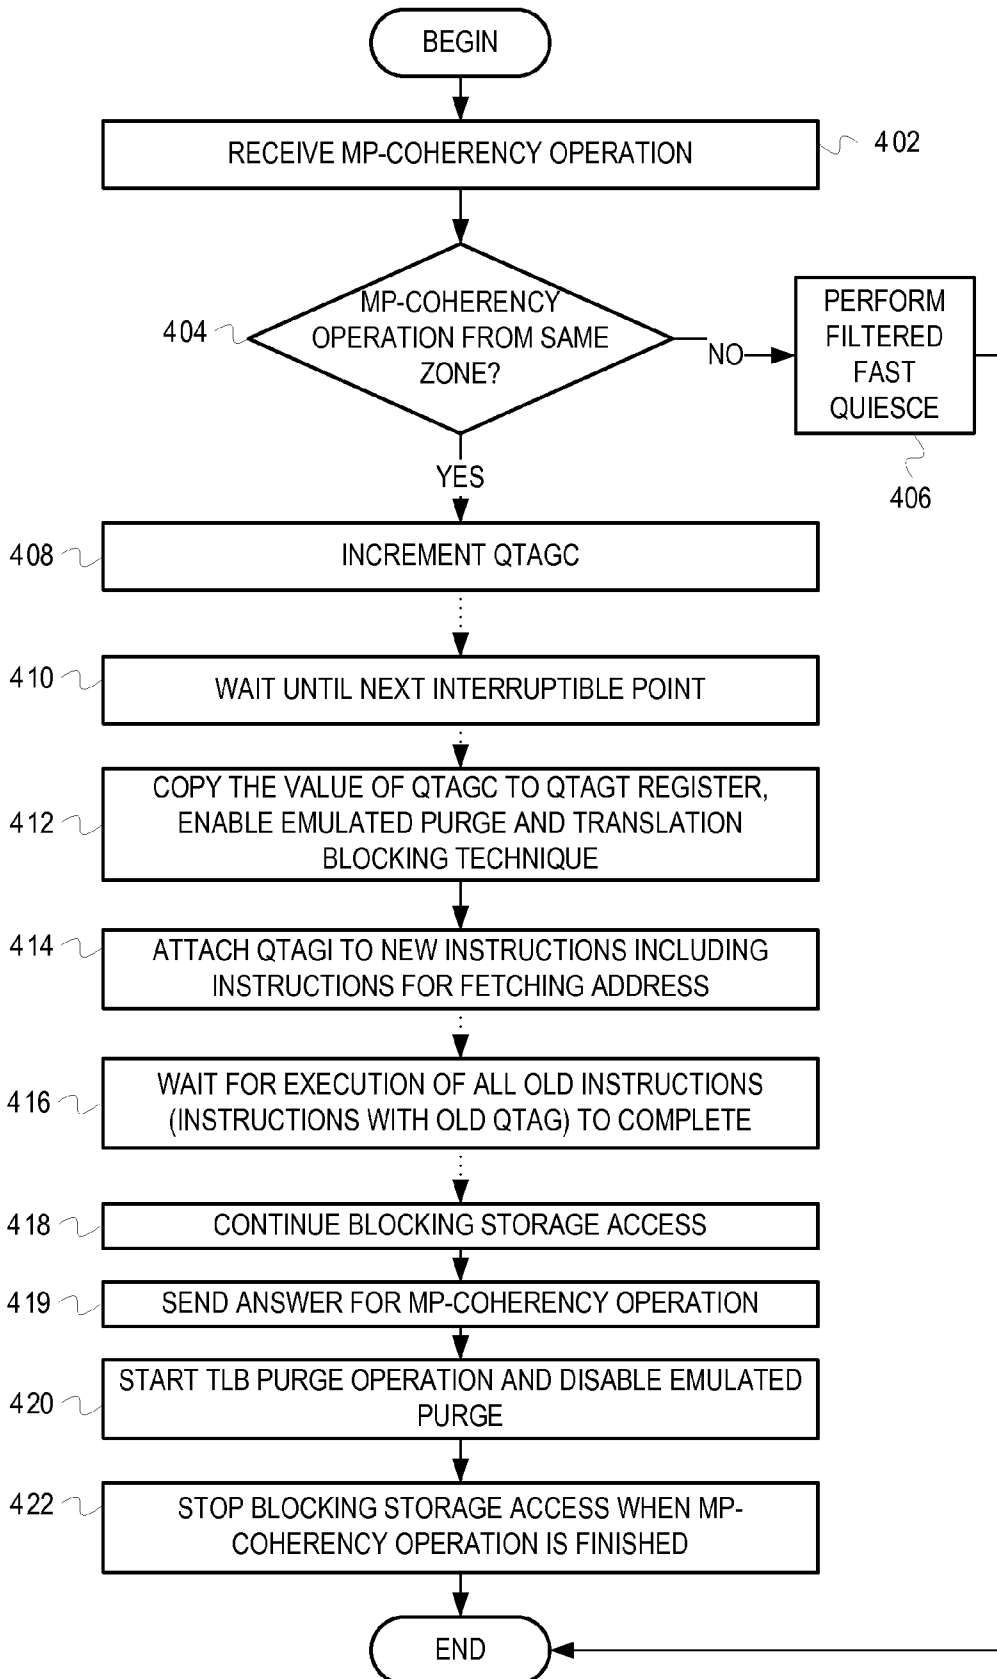 BEGIN
RECEIVE MP-COHERENCY OPERATION
402
MP-COHERENCY
OPERATION FROM SAME
ZONE?
404
NO
PERFORM
FILTERED
FAST
QUIESCE
406
YES
408
INCREMENT QTAGC
410
WAIT UNTIL NEXT INTERRUPTIBLE POINT
412
COPY THE VALUE OF QTAGC TO QTAGT REGISTER,
ENABLE EMULATED PURGE AND TRANSLATION
BLOCKING TECHNIQUE
414
ATTACH QTAGI TO NEW INSTRUCTIONS INCLUDING
INSTRUCTIONS FOR FETCHING ADDRESS
416
WAIT FOR EXECUTION OF ALL OLD INSTRUCTIONS
(INSTRUCTIONS WITH OLD QTAG) TO COMPLETE
418
CONTINUE BLOCKING STORAGE ACCESS
419
SEND ANSWER FOR MP-COHERENCY OPERATION
420
START TLB PURGE OPERATION AND DISABLE EMULATED
PURGE
422
STOP BLOCKING STORAGE ACCESS WHEN MP-
COHERENCY OPERATION IS FINISHED
END